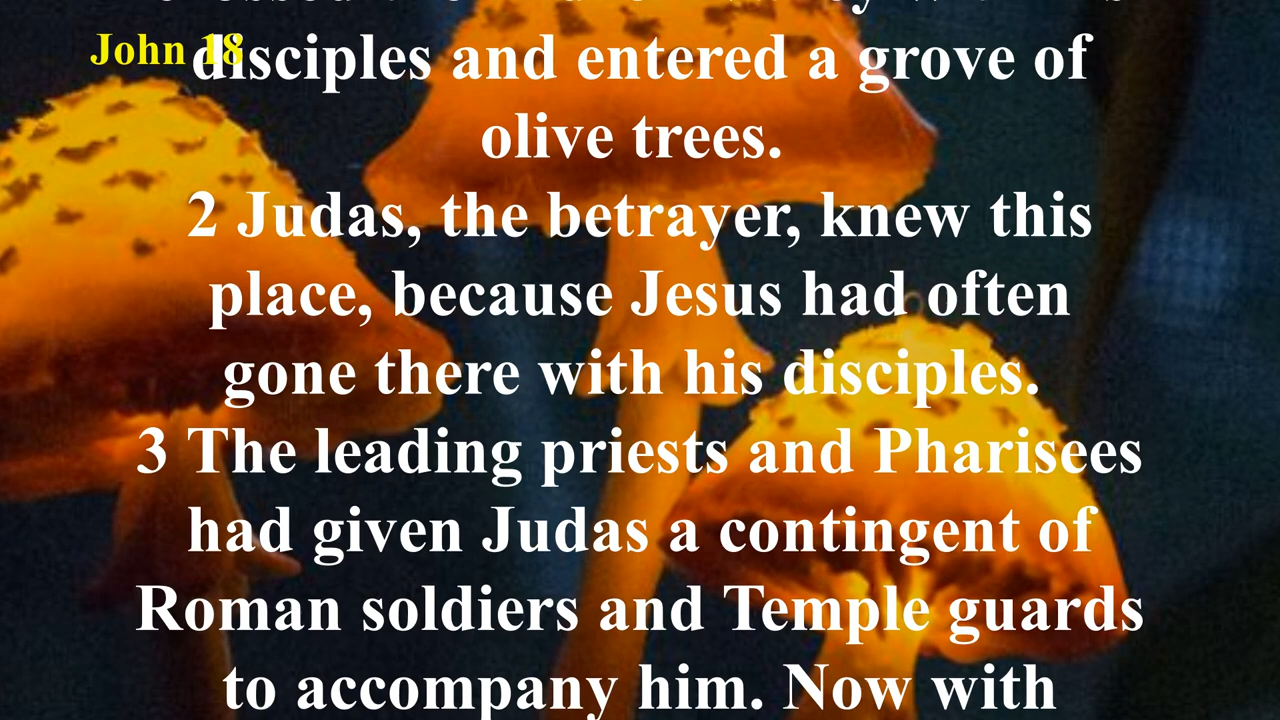 John 18
disciples and entered a grove of
olive trees.
2 Judas, the betrayer, knew this
place, because Jesus had often
gone there with his disciples.
3 The leading priests and Pharisees
had given Judas a contingent of
Roman soldiers and Temple guards
to accompany him. Now with